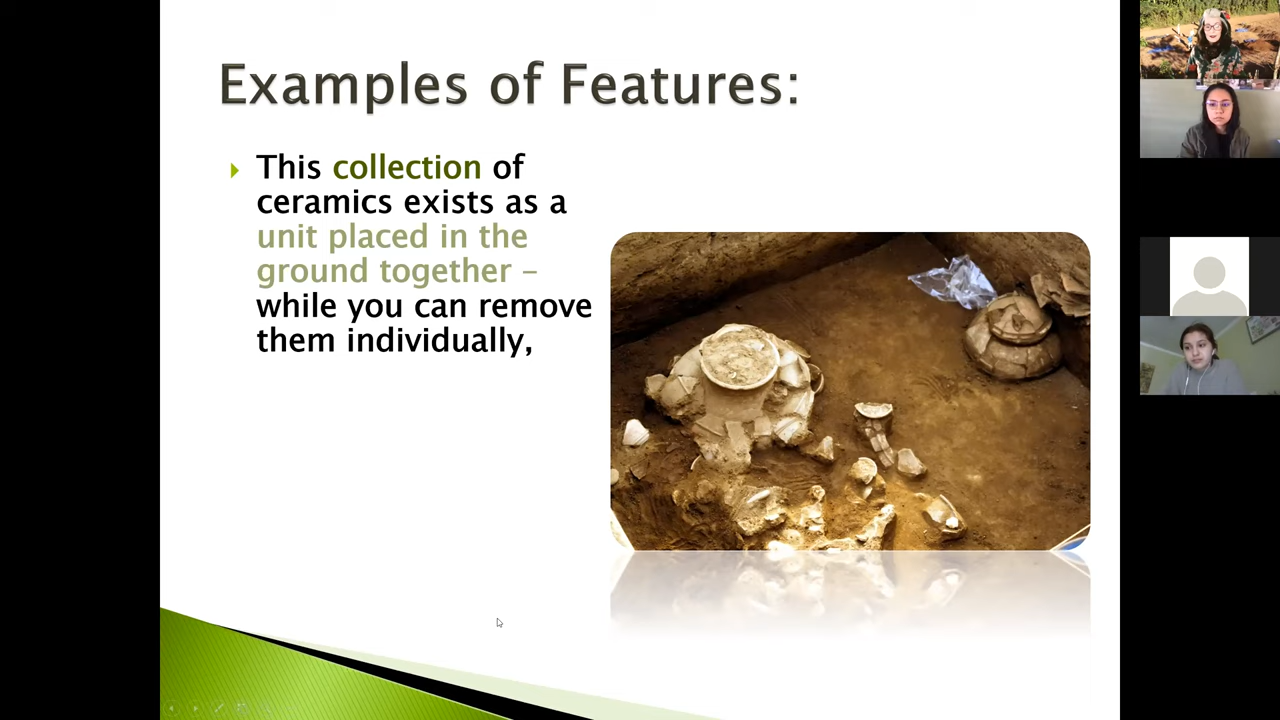 Examples of Features:
This collection of
ceramics exists as a
unit placed in the
ground together –
while you can remove
them individually,